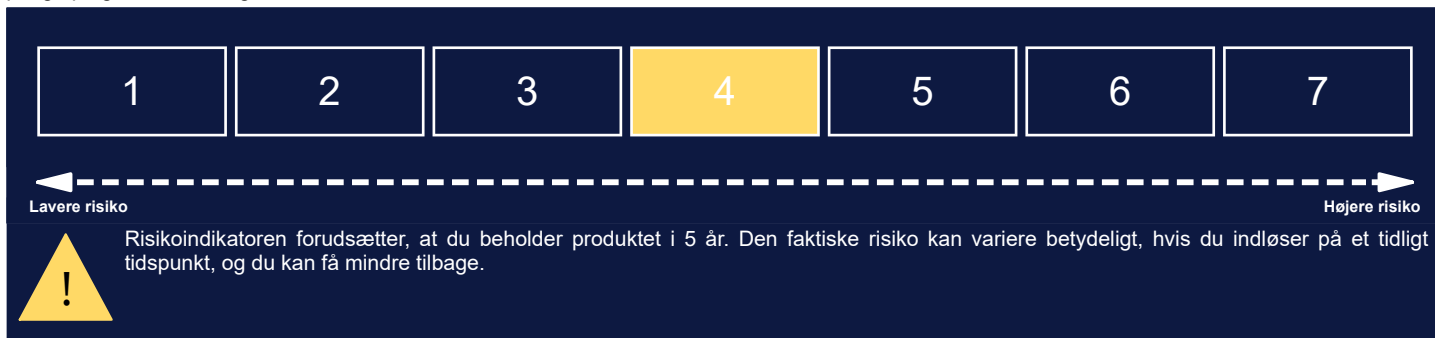 1 2 3 4 5 6 7
Lavere risiko Højere risiko
Risikoindikatoren forudsætter, at du beholder produktet i 5 år. Den faktiske risiko kan variere betydeligt, hvis du indløser på et tidligt
tidspunkt, og du kan få mindre tilbage.
!